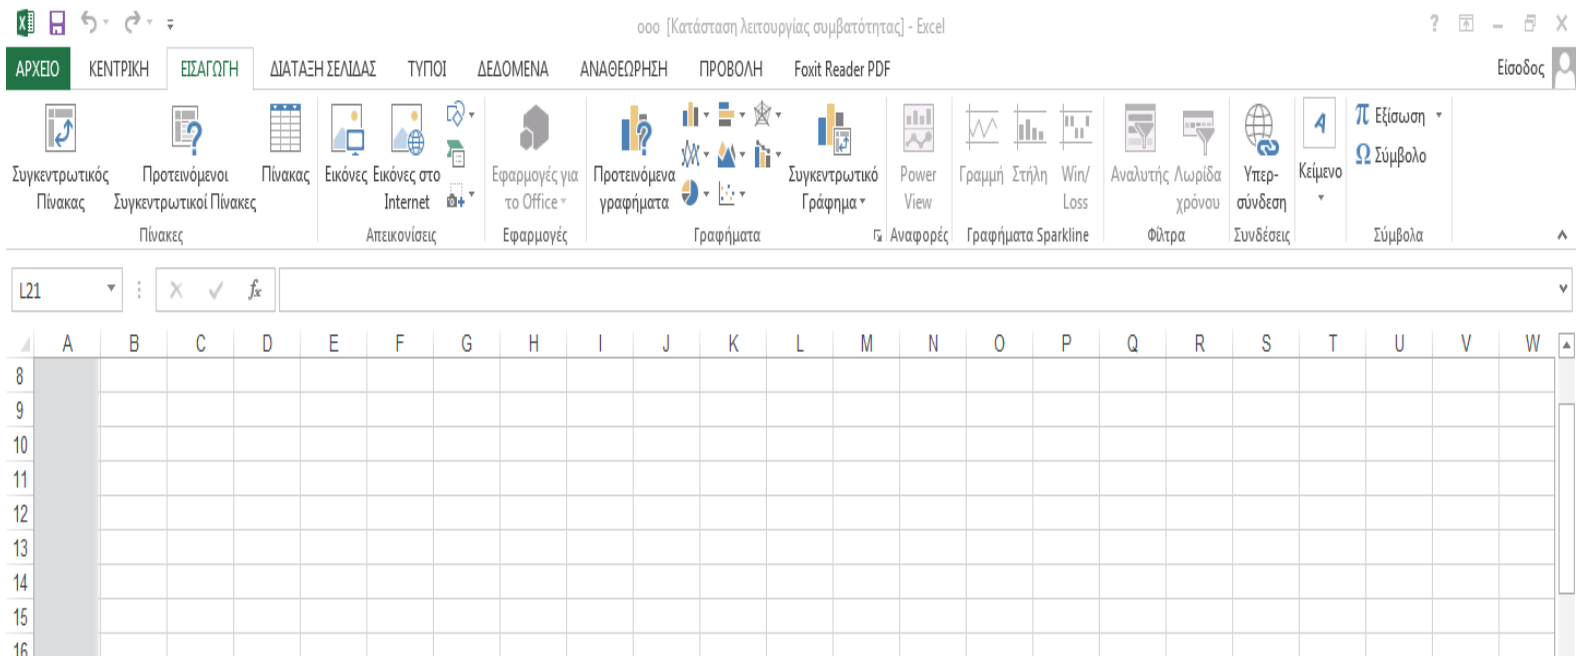 ooo [Κατάσταση λειτουργίας συμβατότητας] - Excel
?
ΑΡΧΕΙΟ ΚΕΝΤΡΙΚΗ ΕΙΣΑΓΩΓΗ ΔΙΑΤΑΞΗ ΣΕΛΙΔΑΣ ΤΥΠΟΙ ΔΕΔΟΜΕΝΑ ΑΝΑΘΕΩΡΗΣΗ ΠΡΟΒΟΛΗ Foxit Reader PDF Είσοδος
Συγκεντρωτικός Πίνακας
Προτεινόμενοι Συγκεντρωτικοί Πίνακες
Πίνακας
Εικόνες
Εικόνες στο Internet
Εφαρμογές για το Office
Προτεινόμενα γραφήματα
Συγκεντρωτικό Γράφημα
Power View
Γραμμή
Στήλη
Win/ Loss
Αναλυτής
Λωρίδα χρόνου
Υπερ-σύνδεση
Κείμενο
π Εξίσωση
Ω Σύμβολο
Πίνακες Απεικονίσεις Εφαρμογές Γραφήματα Αναφορές Γραφήματα Sparkline Φίλτρα Συνδέσεις Σύμβολα
L21 fx
A B C D E F G H I J K L M N O P Q R S T U V W
8
9
10
11
12
13
14
15
16